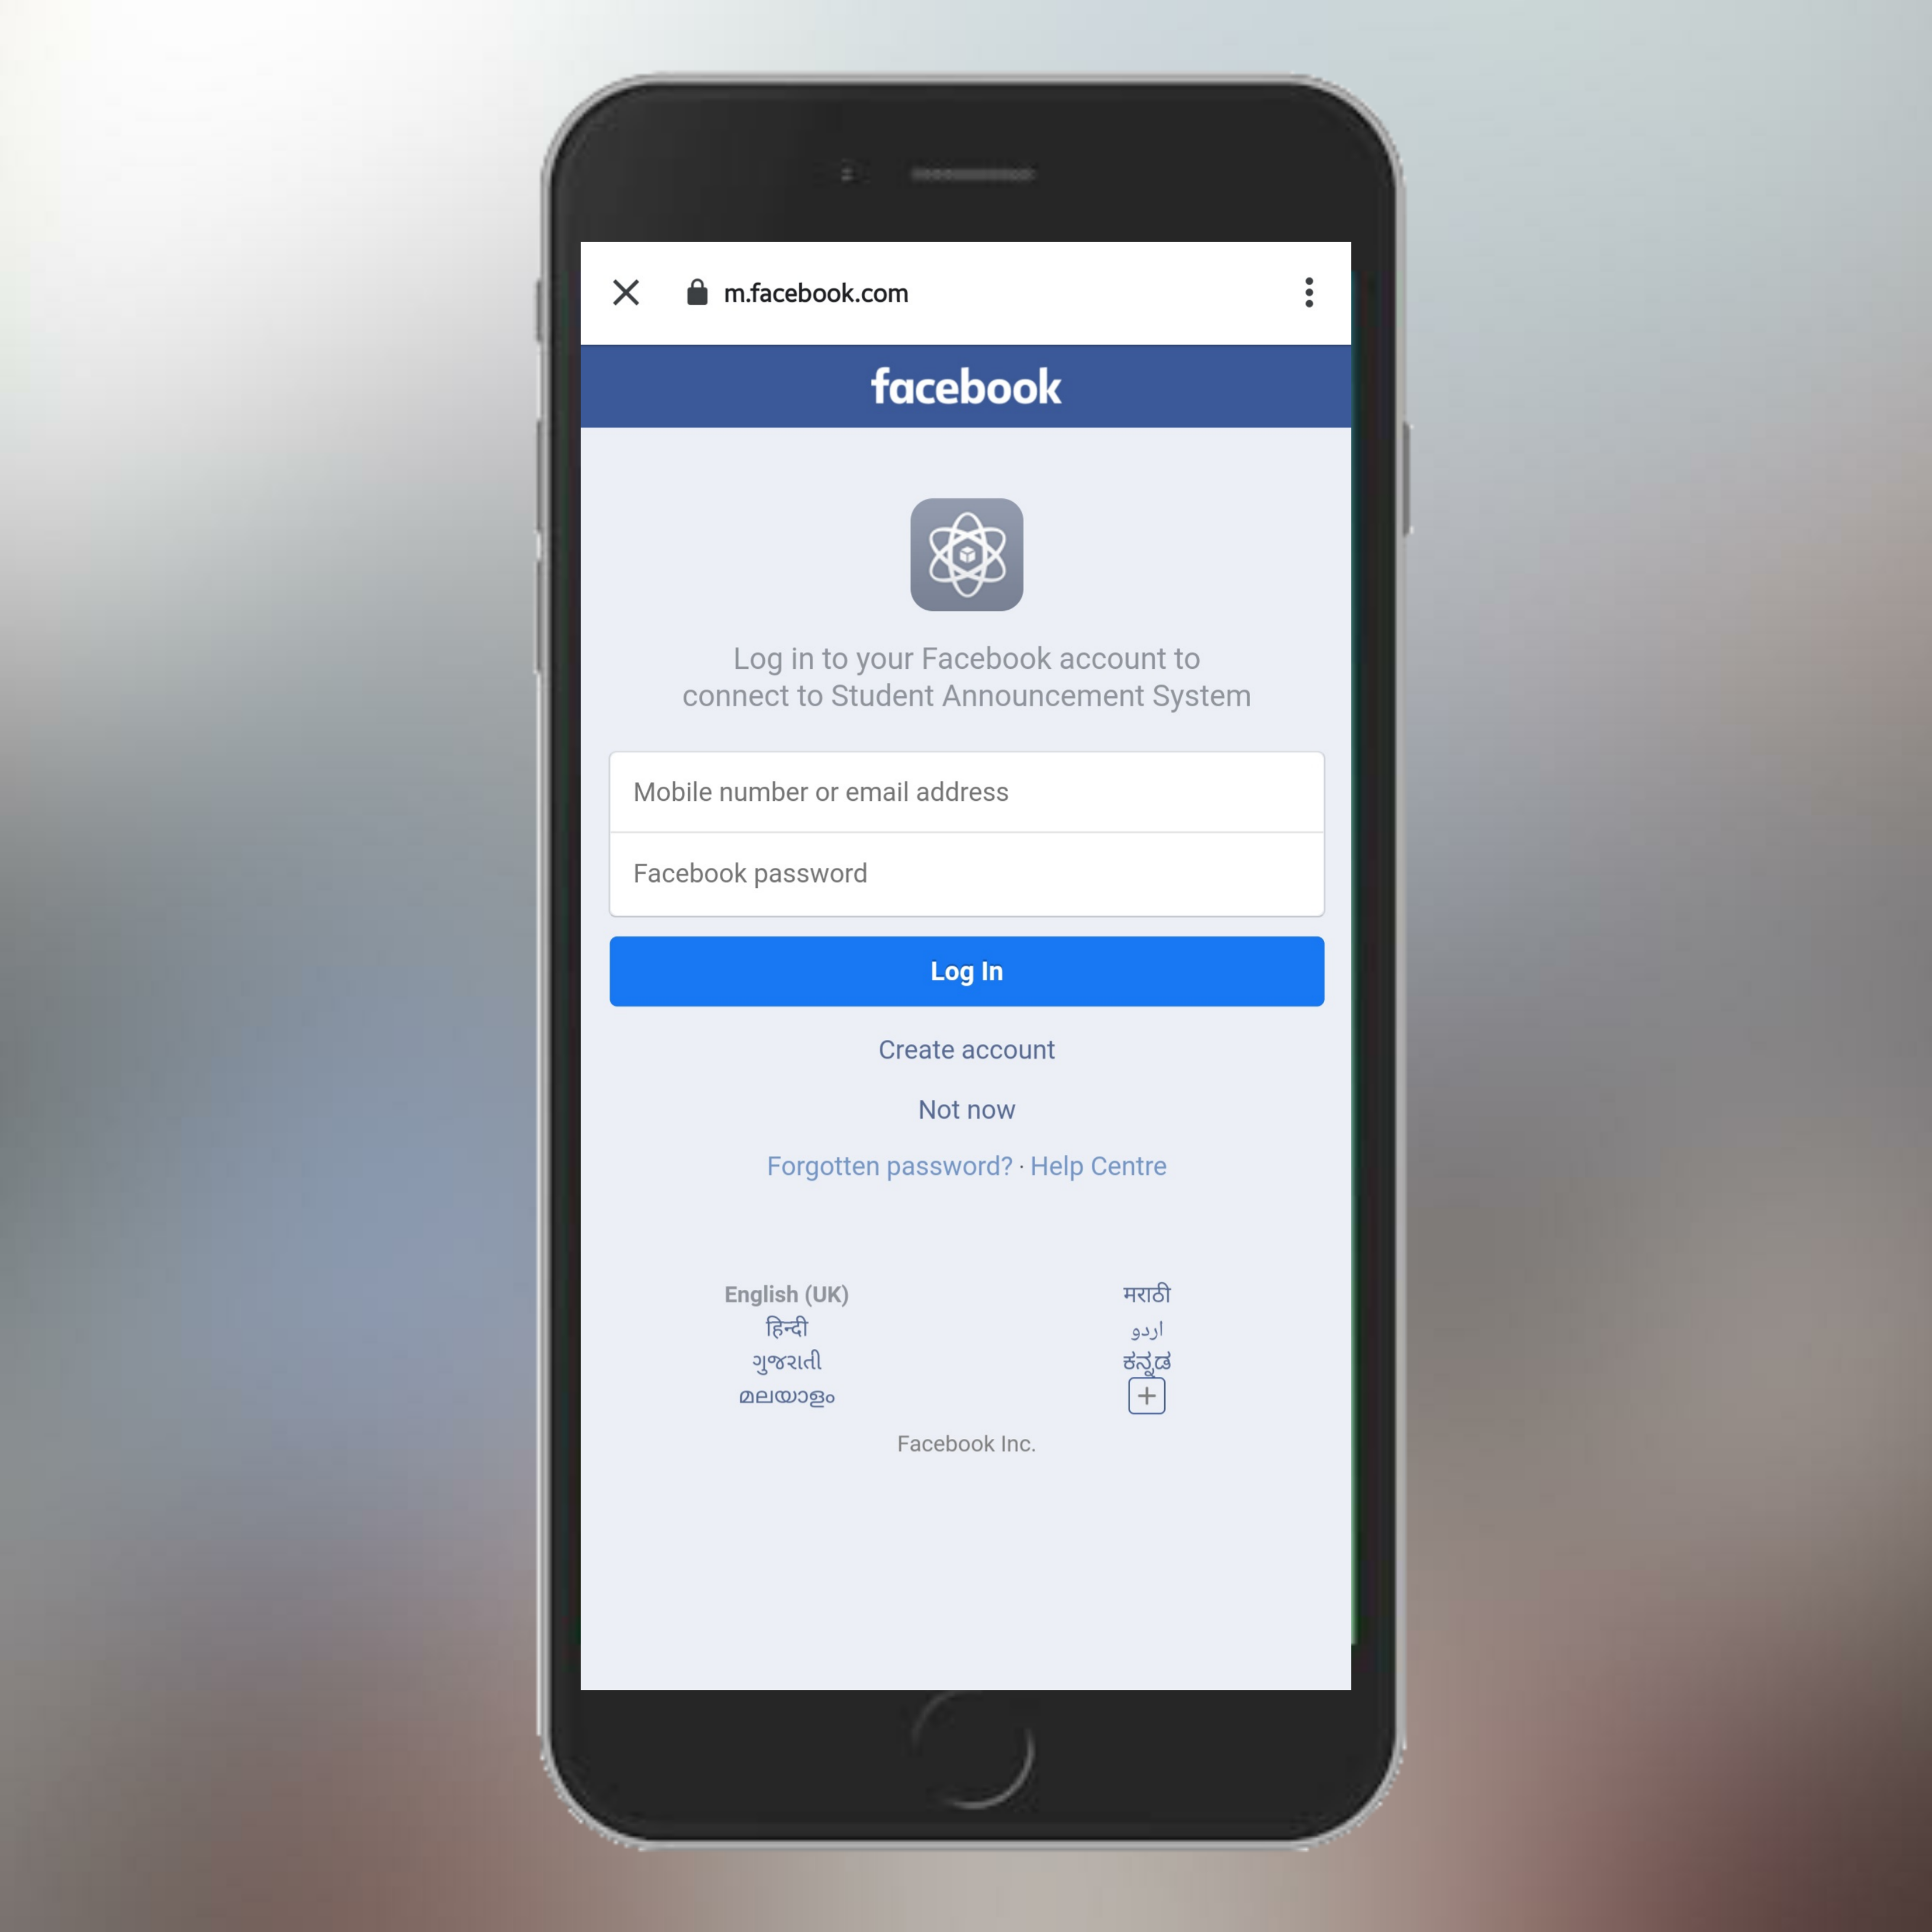 m.facebook.com
facebook
Log in to your Facebook account to
connect to Student Announcement System
Mobile number or email address
Facebook password
Log In
Create account
Not now
Forgotten password? · Help Centre
English (UK)
मराठी
हिन्दी
اردو
ગુજરાતી
ಕನ್ನಡ
മലയാളം
Facebook Inc.